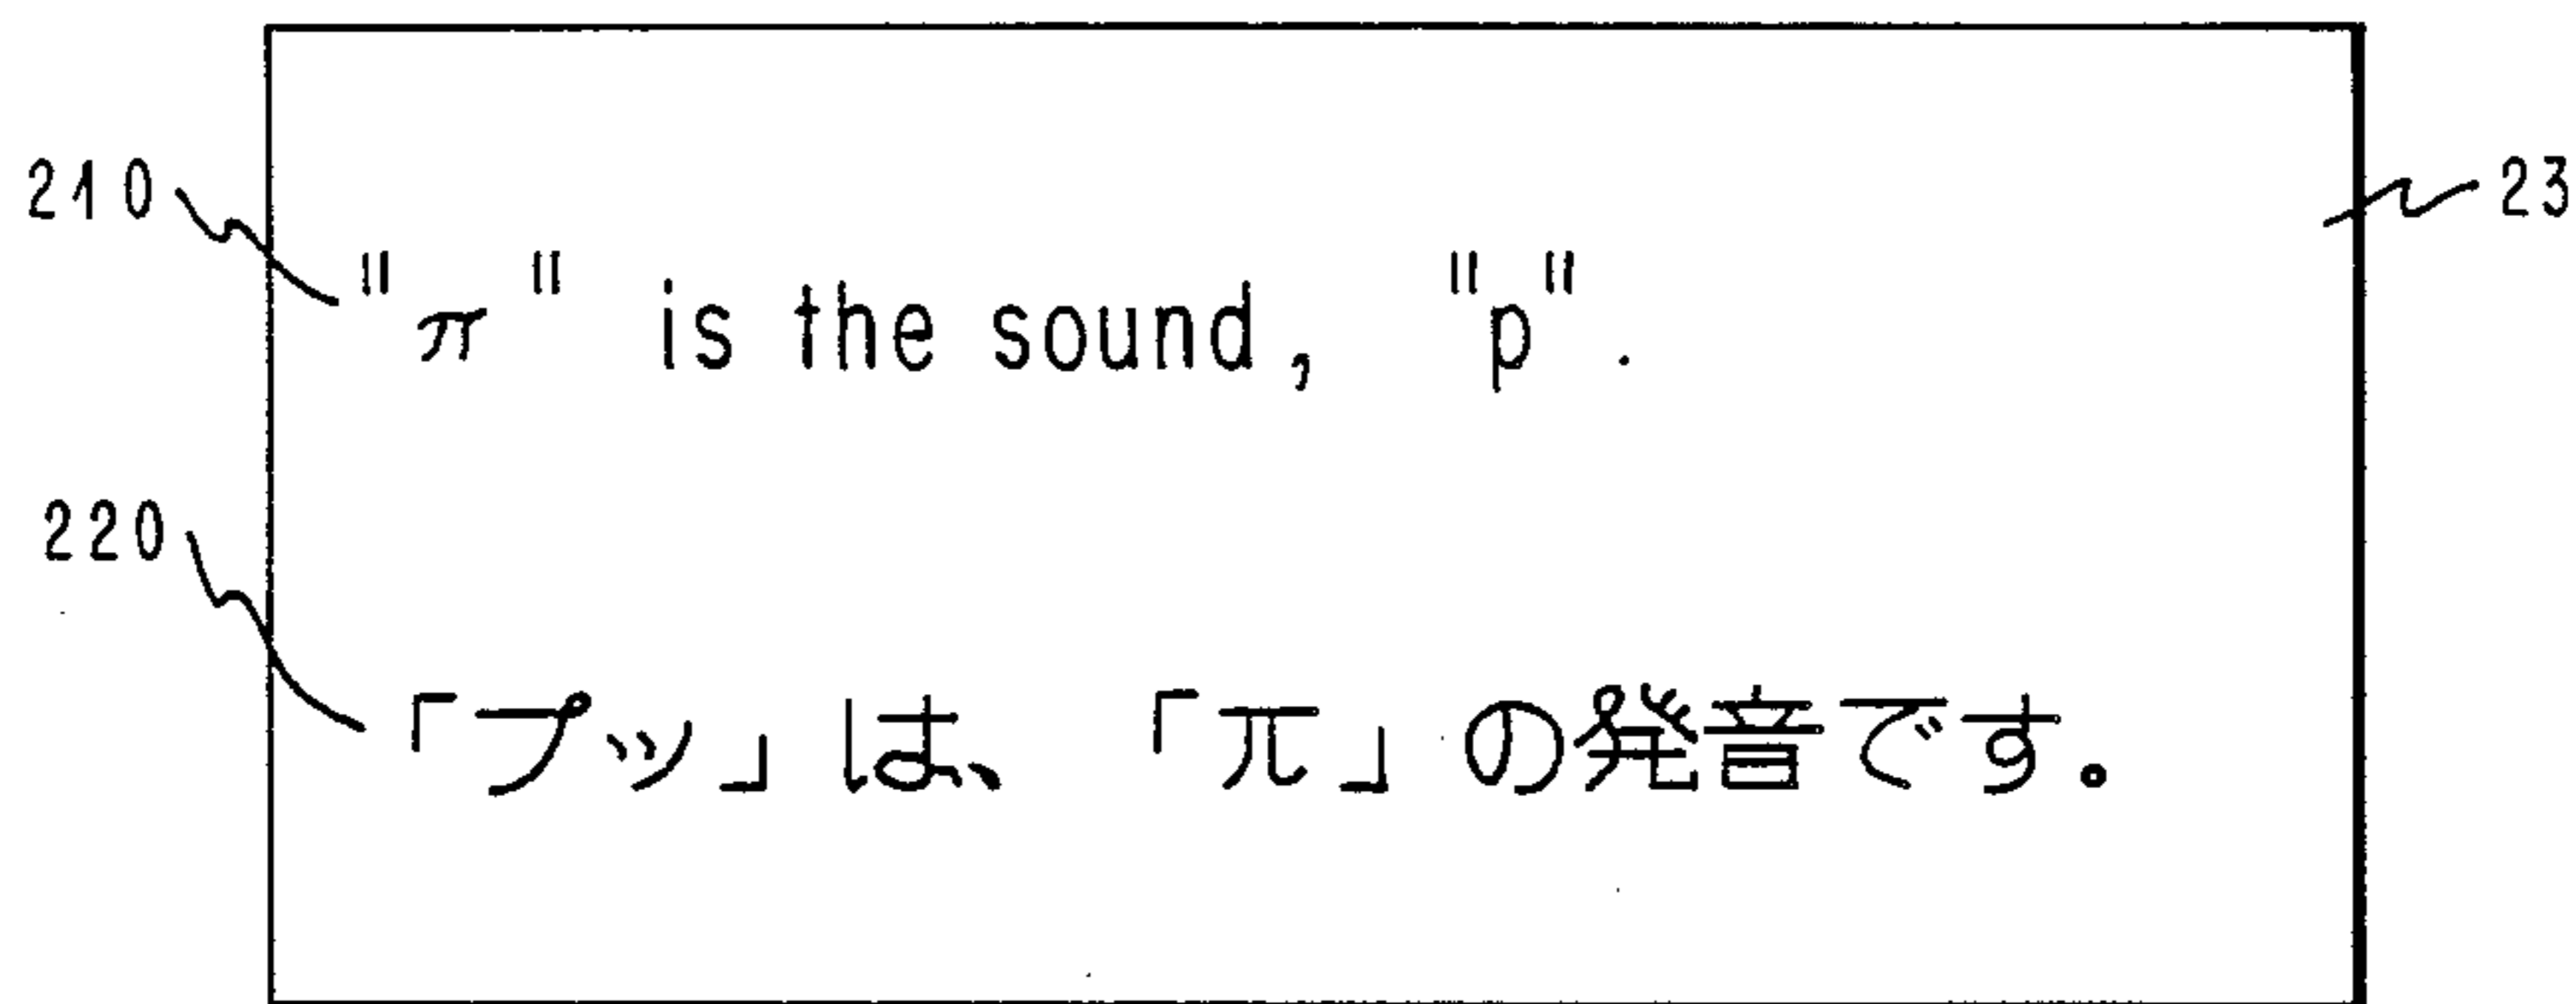 210
23
"π" is the sound, "p".
220
「プッ」は、「π」の発音です。